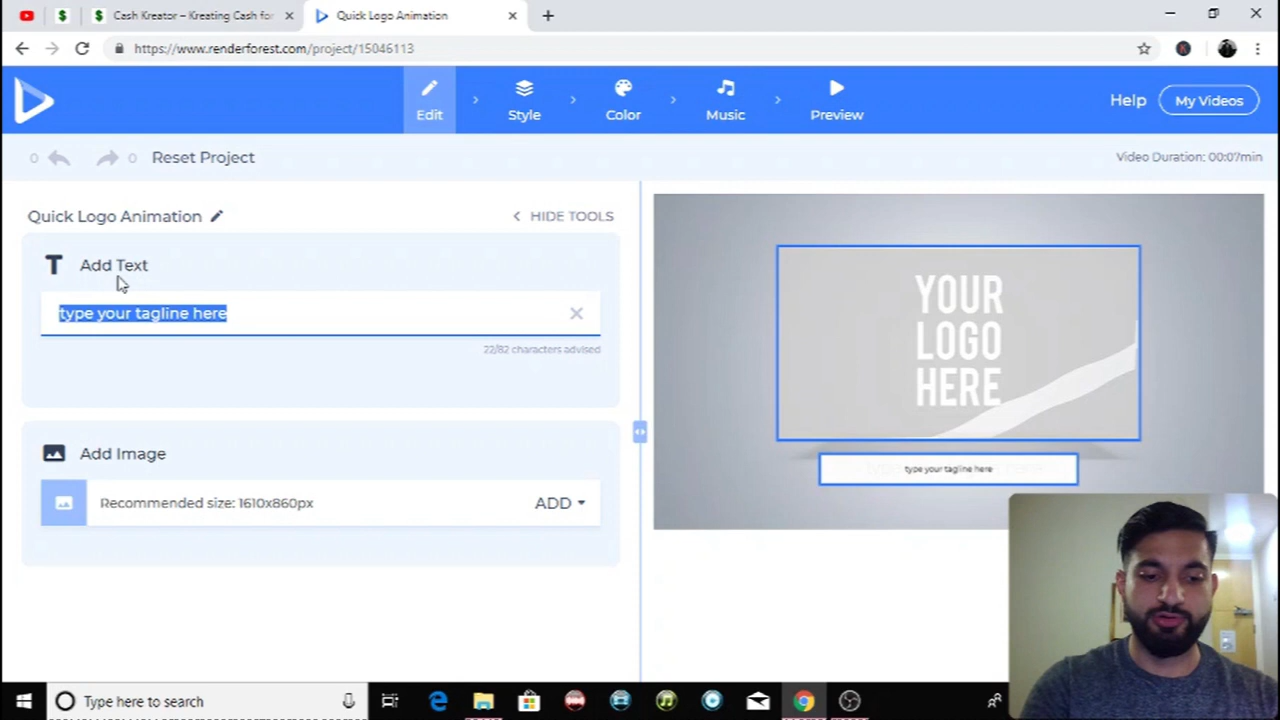 Cash Kreator – Kreating Cash for
Quick Logo Animation
https://www.renderforest.com/project/15046113
Edit
Style
Color
Music
Preview
Help
My Videos
0
0
Reset Project
Video Duration: 00:07min
Quick Logo Animation
HIDE TOOLS
T Add Text
type your tagline here
22/82 characters advised
Add Image
Recommended size: 1610x860px
ADD
YOUR
LOGO
HERE
type your tagline here
Type here to search